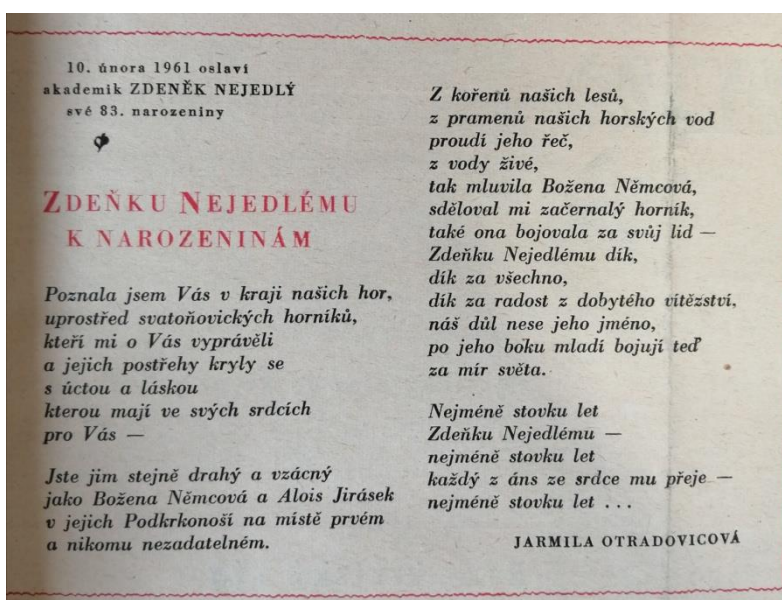 10. února 1961 oslaví
akademik ZDENĚK NEJEDLÝ
své 83. narozeniny
ZDEŇKU NEJEDLÉMU
K NAROZENINÁM
Poznala jsem Vás v kraji našich hor,
uprostřed svatoňovických horníků,
kteří mi o Vás vyprávěli
a jejich postřehy kryly se
s úctou a láskou
kterou mají ve svých srdcích
pro Vás —
Jste jim stejně drahý a vzácný
jako Božena Němcová a Alois Jirásek
v jejich Podkrkonoší na místě prvém
a nikomu nezadatelném.
Z kořenů našich lesů,
z pramenů našich horských vod
proudí jeho řeč,
z vody živé,
tak mluvila Božena Němcová,
sděloval mi začernalý horník,
také ona bojovala za svůj lid —
Zdeňku Nejedlému dík,
dík za všechno,
dík za radost z dobytého vítězství,
náš důl nese jeho jméno,
po jeho boku mladí bojují teď
za mír světa.
Nejméně stovku let
Zdeňku Nejedlému —
nejméně stovku let
každý z áns ze srdce mu přeje —
nejméně stovku let . . .
JARMILA OTRADOVICOVÁ